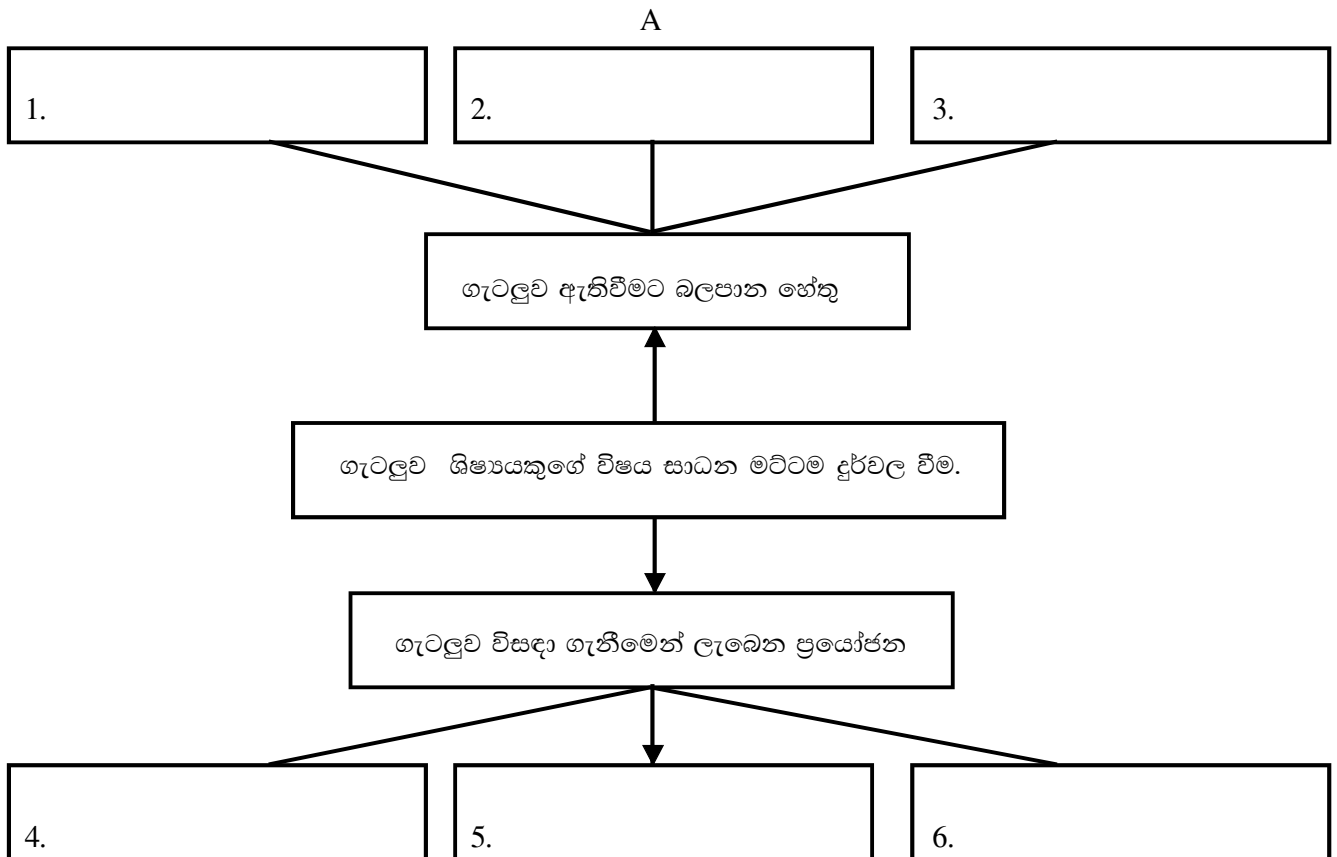 A
1.
2.
3.
ගැටලුව ඇතිවීමට බලපාන හේතු
ගැටලුව ශිෂ්‍යයකුගේ විෂය සාධන මට්ටම දුර්වල වීම.
ගැටලුව විසඳා ගැනීමෙන් ලැබෙන ප්‍රයෝජන
4.
5.
6.